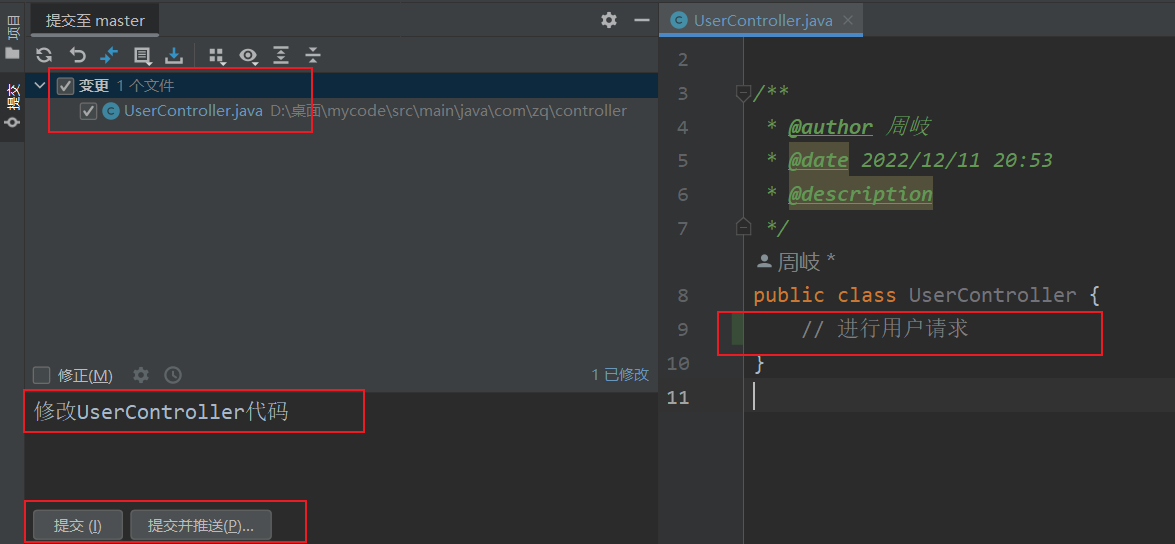 项目
提交
提交至 master
变更 1 个文件
UserController.java D:\桌面\mycode\src\main\java\com\zq\controller
修正(M)
1 已修改
修改UserController代码
提交 (I)
提交并推送(P)...
UserController.java
2
3 /**
4 * @author 周岐
5 * @date 2022/12/11 20:53
6 * @description
7 */
周岐 *
8 public class UserController {
9 // 进行用户请求
10 }
11